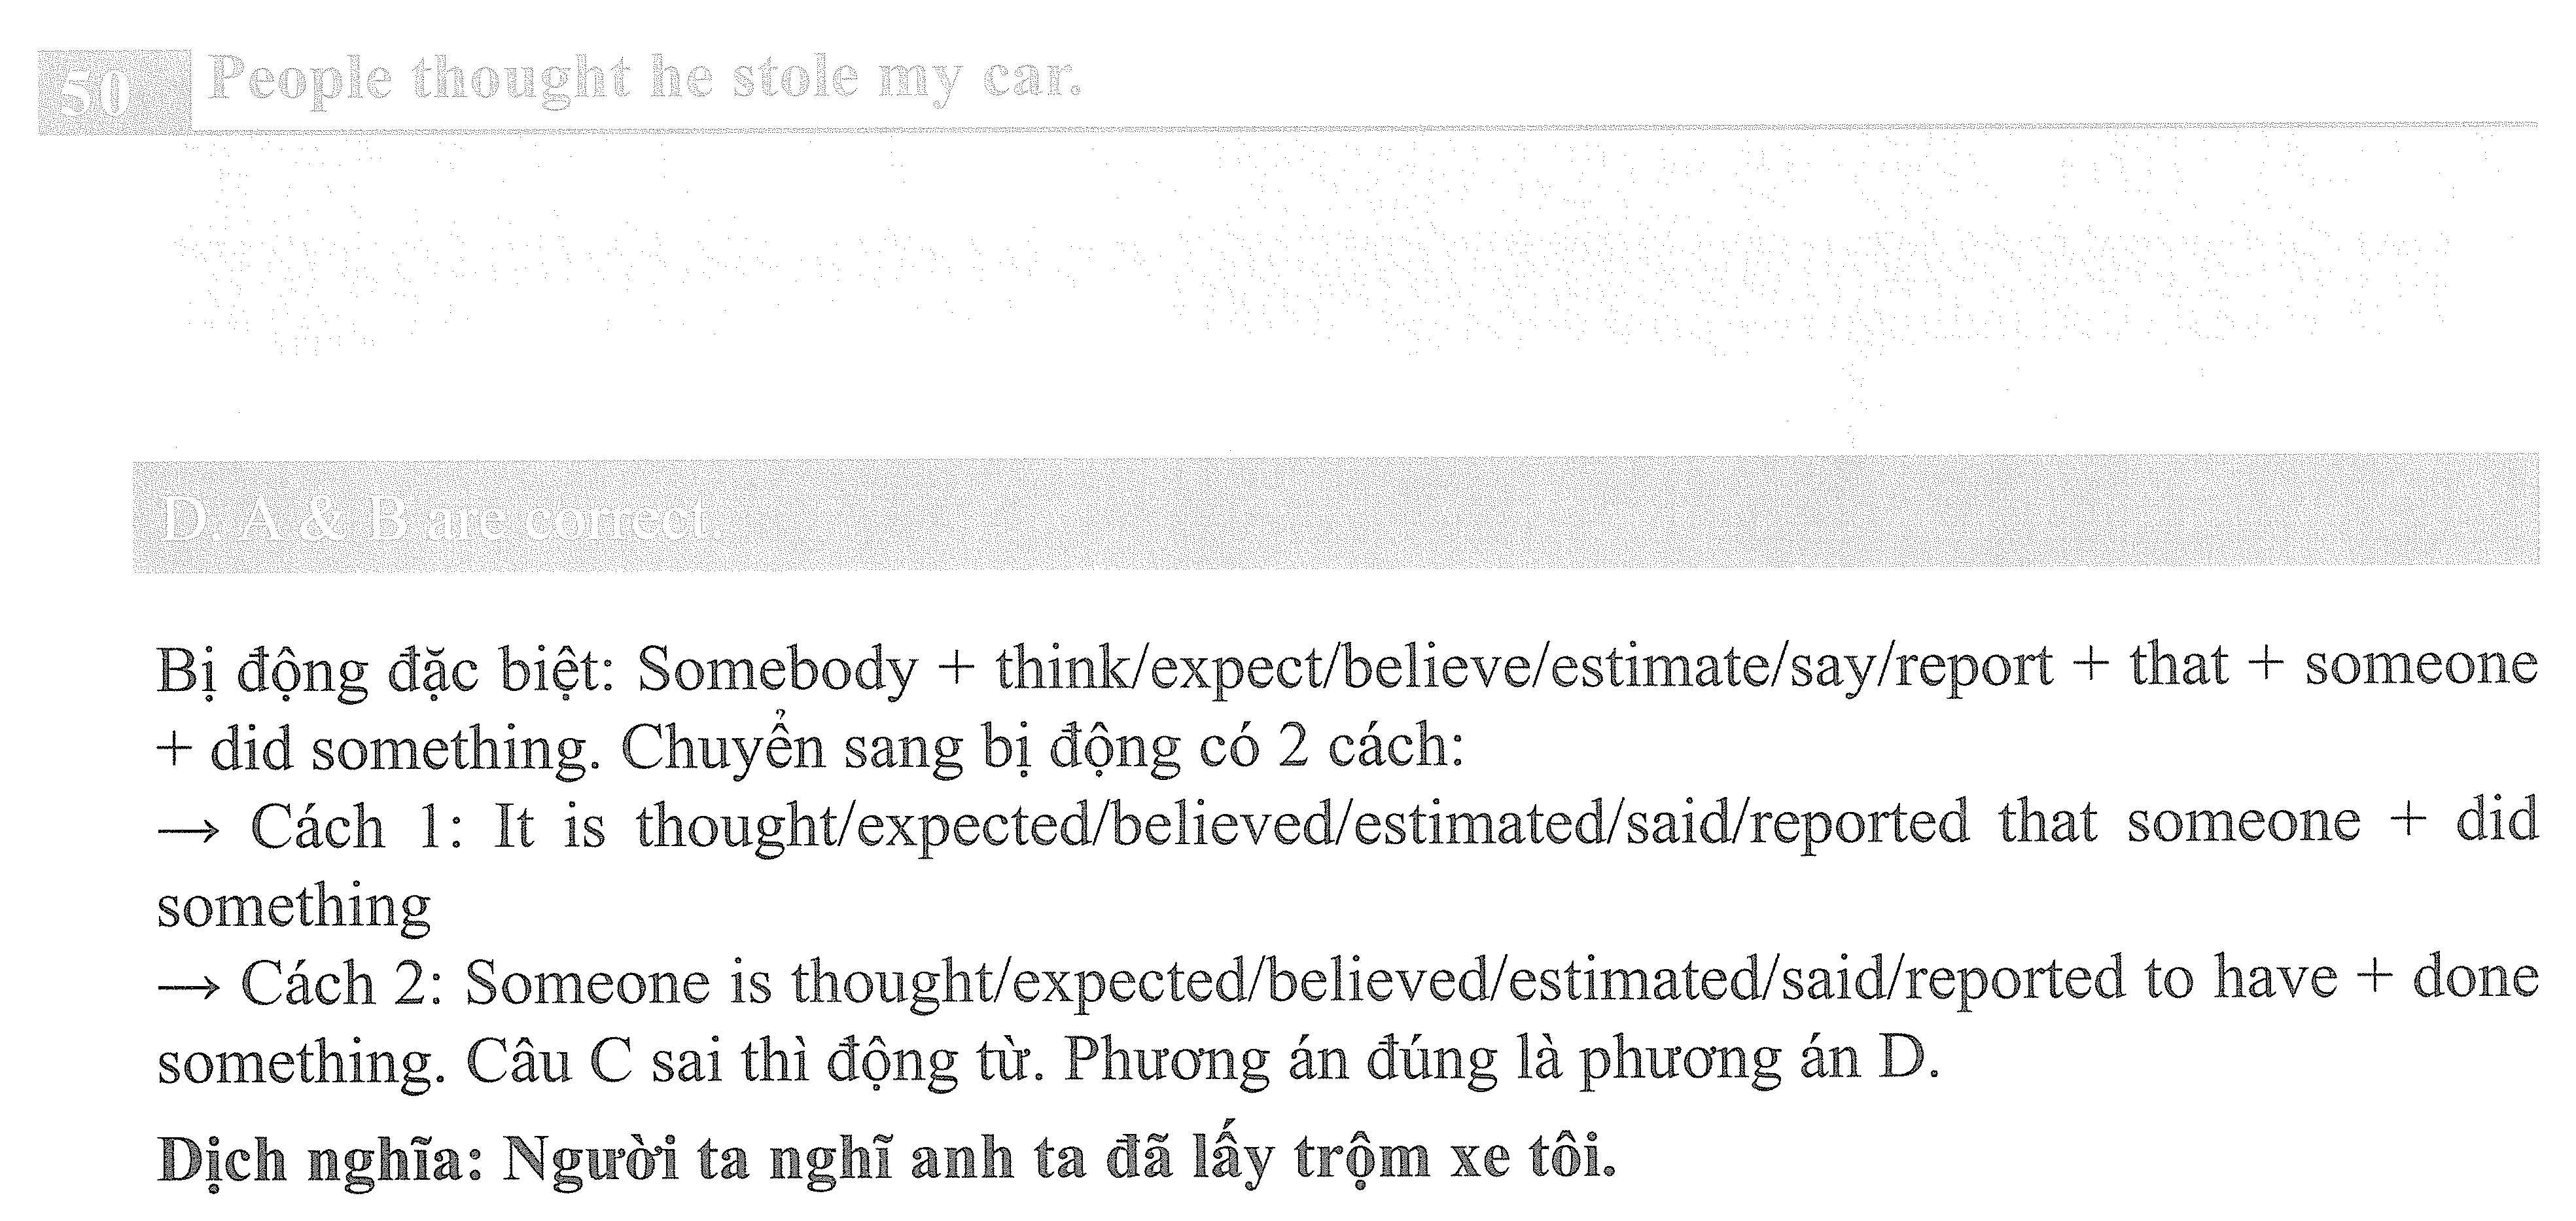 50 People thought he stole my car.
D. A & B are correct.
Bị động đặc biệt: Somebody + think/expect/believe/estimate/say/report + that + someone
+ did something. Chuyển sang bị động có 2 cách:
→ Cách 1: It is thought/expected/believed/estimated/said/reported that someone + did
something
→ Cách 2: Someone is thought/expected/believed/estimated/said/reported to have + done
something. Câu C sai thì động từ. Phương án đúng là phương án D.
Dịch nghĩa: Người ta nghĩ anh ta đã lấy trộm xe tôi.